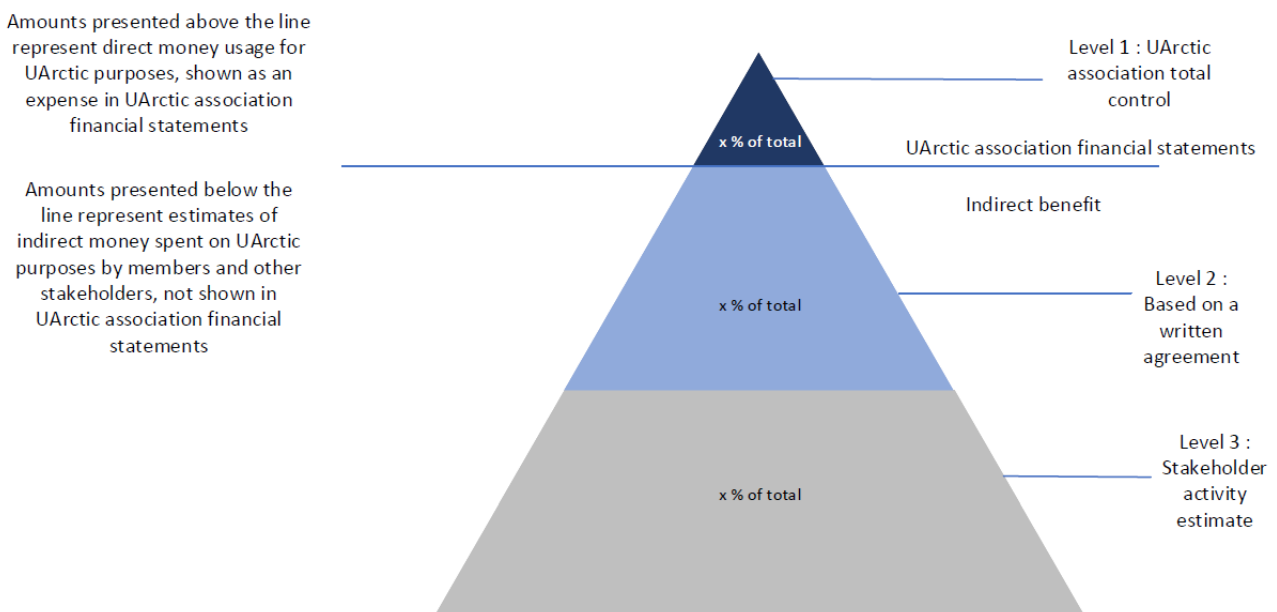 Amounts presented above the line
represent direct money usage for
UArctic purposes, shown as an
expense in UArctic association
financial statements
Level 1 : UArctic
association total
control
x % of total
UArctic association financial statements
Amounts presented below the
line represent estimates of
indirect money spent on UArctic
purposes by members and other
stakeholders, not shown in
UArctic association financial
statements
Indirect benefit
x % of total
Level 2 :
Based on a
written
agreement
x % of total
Level 3 :
Stakeholder
activity
estimate